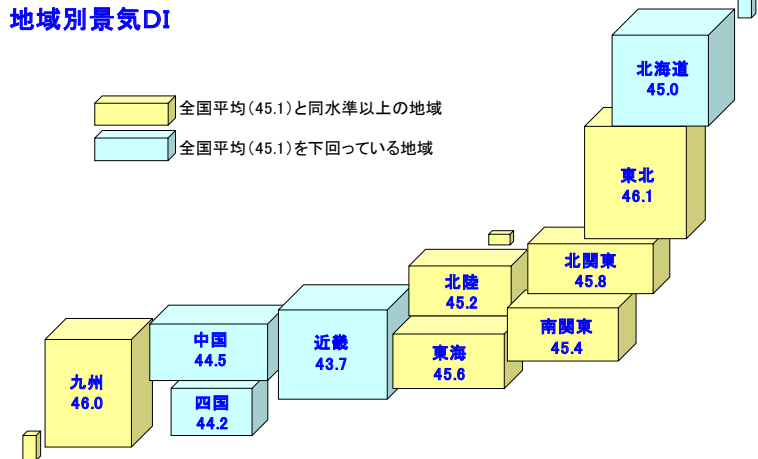 地域別景気DI
全国平均(45.1)と同水準以上の地域
全国平均(45.1)を下回っている地域
北海道
45.0
東北
46.1
北関東
45.8
北陸
45.2
南関東
45.4
東海
45.6
近畿
43.7
中国
44.5
四国
44.2
九州
46.0